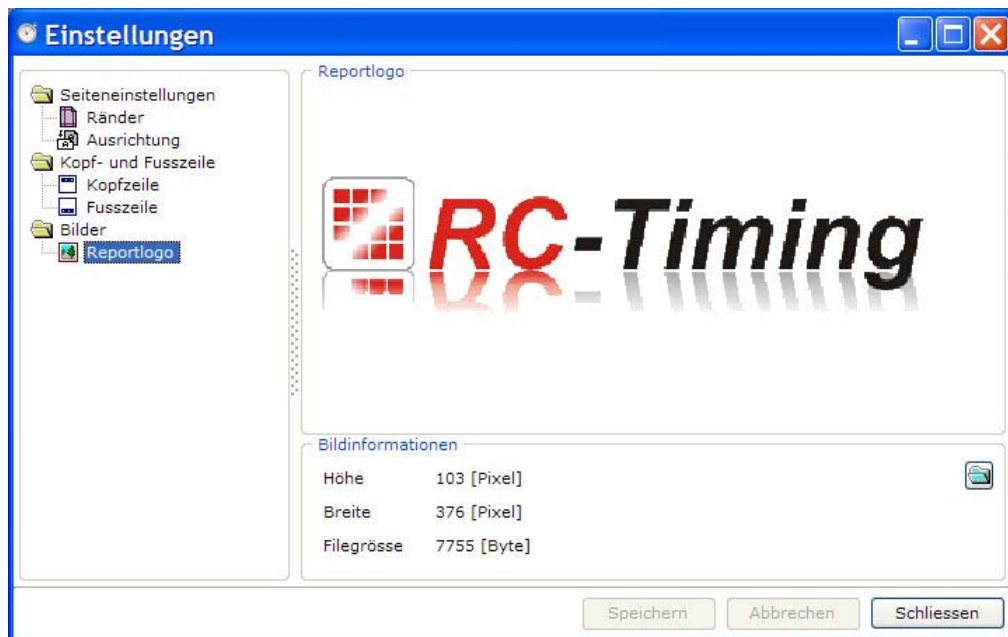 Einstellungen
Seiteneinstellungen
Ränder
Ausrichtung
Kopf- und Fusszeile
Kopfzeile
Fusszeile
Bilder
Reportlogo
Reportlogo
RC-Timing
Bildinformationen
Höhe 103 [Pixel]
Breite 376 [Pixel]
Filegrösse 7755 [Byte]
Speichern Abbrechen Schliessen